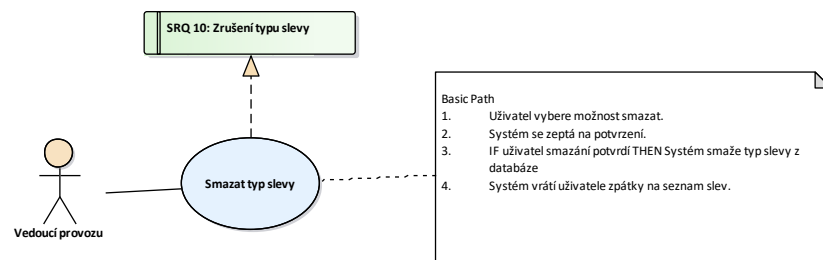 SRQ 10: Zrušení typu slevy
Basic Path
1. Uživatel vybere možnost smazat.
2. Systém se zeptá na potvrzení.
3. IF uživatel smazání potvrdí THEN Systém smaže typ slevy z
databáze
4. Systém vrátí uživatele zpátky na seznam slev.
Smazat typ slevy
Vedoucí provozu